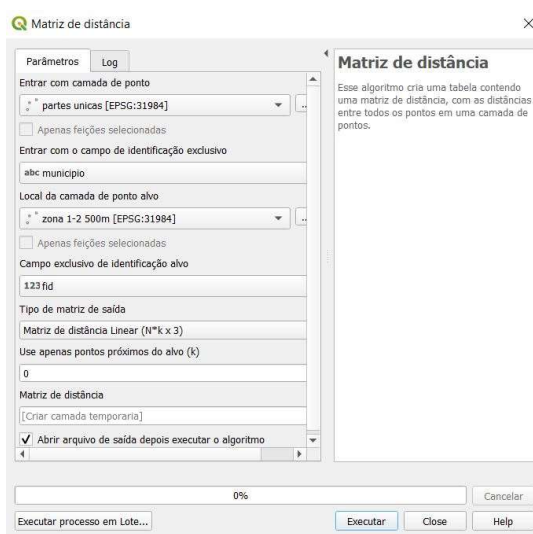 Matriz de distância
Parâmetros
Log
Entrar com camada de ponto
partes unicas [EPSG:31984]
Apenas feições selecionadas
Entrar com o campo de identificação exclusivo
abc municipio
Local da camada de ponto alvo
zona 1-2 500m [EPSG:31984]
Apenas feições selecionadas
Campo exclusivo de identificação alvo
123 fid
Tipo de matriz de saída
Matriz de distância Linear (N*k x 3)
Use apenas pontos próximos do alvo (k)
0
Matriz de distância
[Criar camada temporaria]
Abrir arquivo de saída depois executar o algoritmo
Matriz de distância
Esse algoritmo cria uma tabela contendo
uma matriz de distância, com as distâncias
entre todos os pontos em uma camada de
pontos.
0%
Cancelar
Executar processo em Lote...
Executar
Close
Help